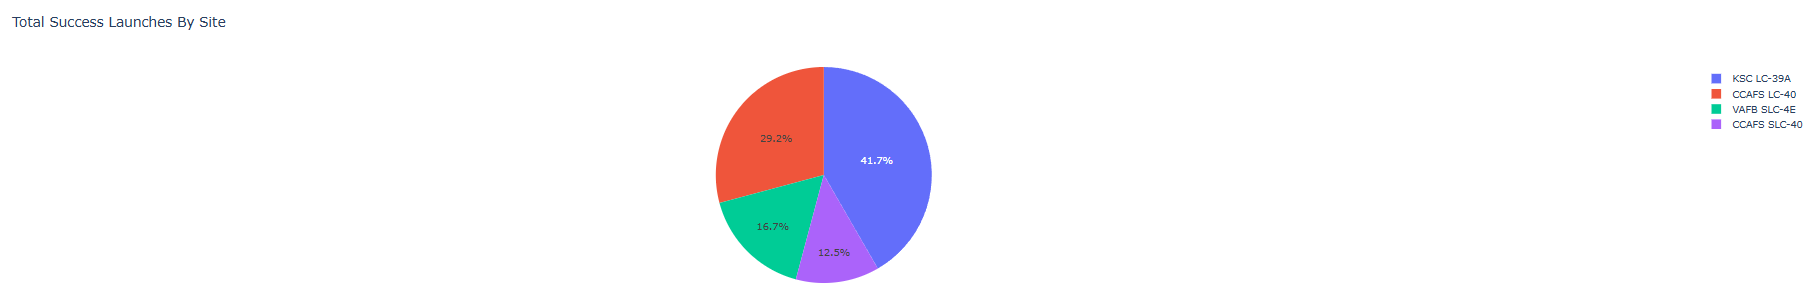 Total Success Launches By Site
KSC LC-39A
CCAFS LC-40
VAFB SLC-4E
CCAFS SLC-40
29.2%
41.7%
16.7%
12.5%